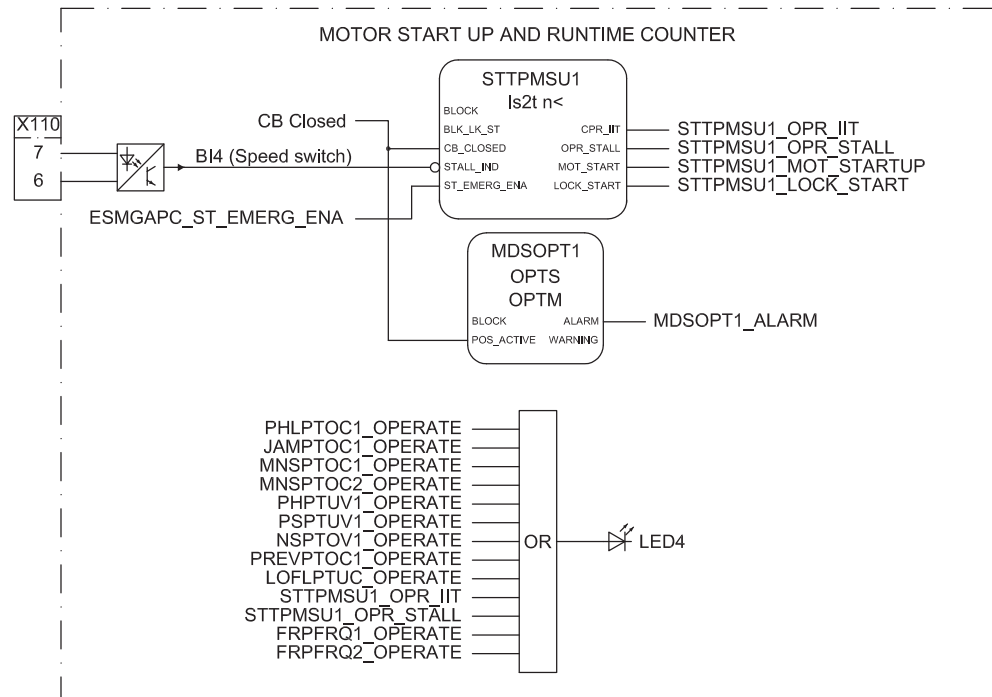 MOTOR START UP AND RUNTIME COUNTER
STTPMSU1
Is2t n<
BLOCK
BLK_LK_ST
CB_CLOSED
STALL_IND
ST_EMERG_ENA
CPR_IIT
OPR_STALL
MOT_START
LOCK_START
STTPMSU1_OPR_IIT
STTPMSU1_OPR_STALL
STTPMSU1_MOT_STARTUP
STTPMSU1_LOCK_START
CB Closed
X110
7
6
BI4 (Speed switch)
ESMGAPC_ST_EMERG_ENA
MDSOPT1
OPTS
OPTM
BLOCK
POS_ACTIVE
ALARM
WARNING
MDSOPT1_ALARM
PHLPTOC1_OPERATE
JAMPTOC1_OPERATE
MNSPTOC1_OPERATE
MNSPTOC2_OPERATE
PHPTUV1_OPERATE
PSPTUV1_OPERATE
NSPTOV1_OPERATE
PREVPTOC1_OPERATE
LOFLPTUC_OPERATE
STTPMSU1_OPR_IIT
STTPMSU1_OPR_STALL
FRPFRQ1_OPERATE
FRPFRQ2_OPERATE
OR
LED4